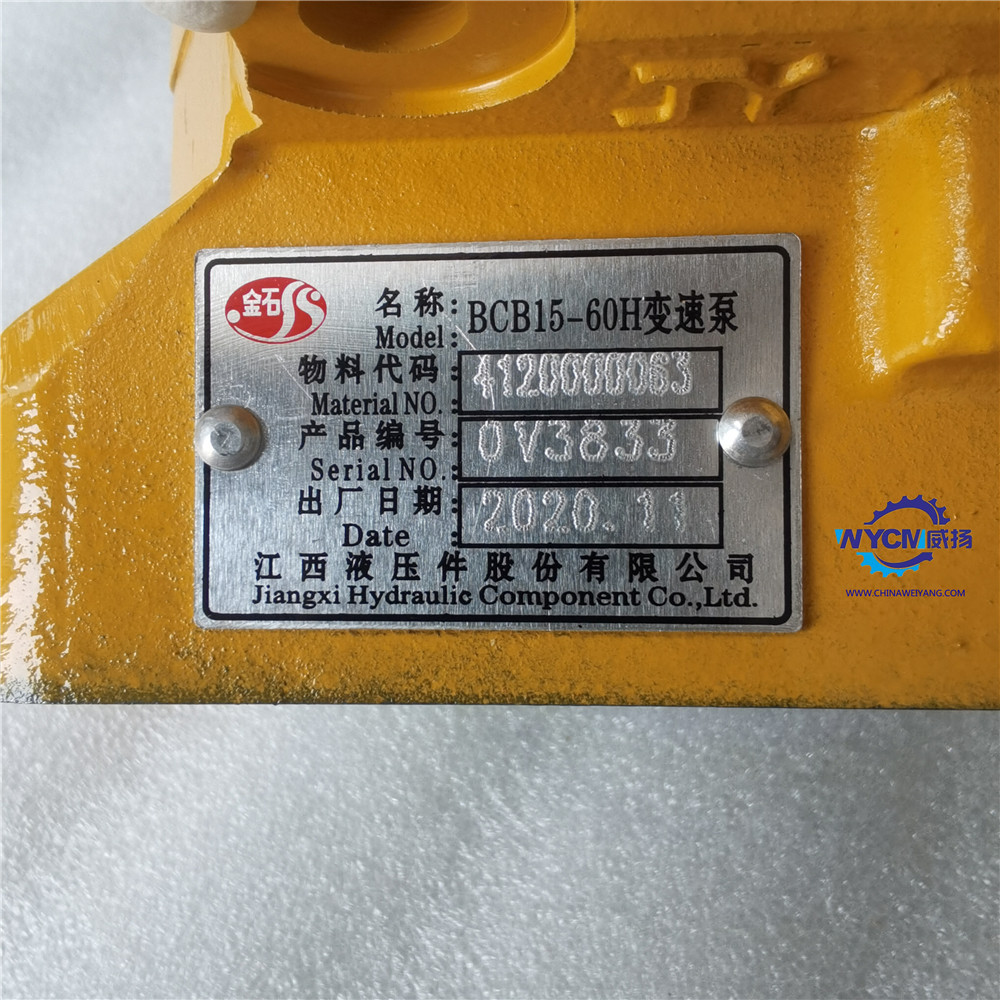 JY
金石
名称: BCB15-60H变速泵
Model:
物料代码: 4120000063
Material NO.:
产品编号: 0V3833
Serial NO.:
出厂日期: 2020.11
Date :
江西液压件股份有限公司
Jiangxi Hydraulic Component Co.,Ltd.
WYCM威扬
WWW.CHINAWEIYANG.COM